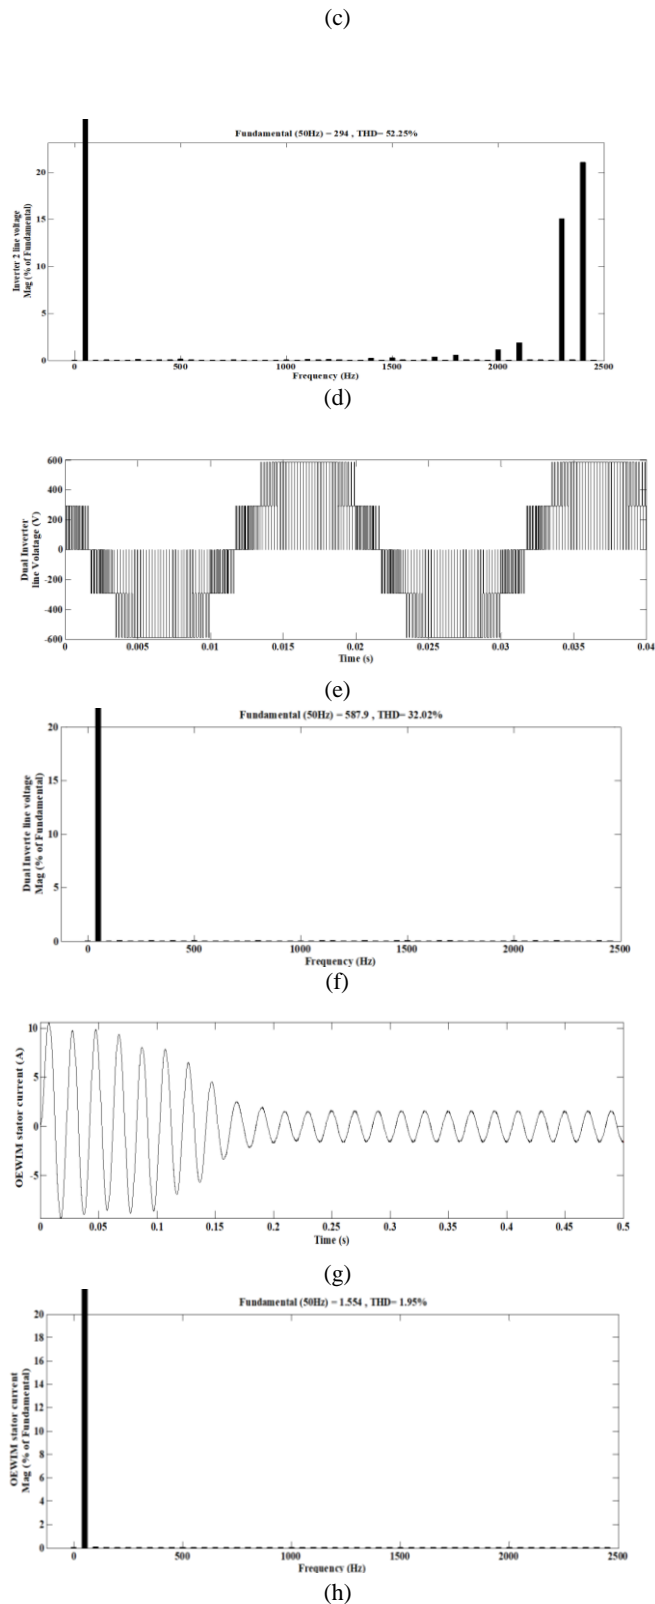 (c)
Fundamental (50Hz) = 294 , THD= 52.25%
Inverter 2 line voltage
Mag (% of Fundamental)
20
15
10
5
0
0 500 1000 1500 2000 2500
Frequency (Hz)
(d)
Dual Inverter
line Volatage (V)
600
400
200
0
-200
-400
-600
0 0.005 0.01 0.015 0.02 0.025 0.03 0.035 0.04
Time (s)
(e)
Fundamental (50Hz) = 587.9 , THD= 32.02%
Dual Inverte line voltage
Mag (% of Fundamental)
20
15
10
5
0
0 500 1000 1500 2000 2500
Frequency (Hz)
(f)
OEWIM stator current (A)
10
5
0
-5
0 0.05 0.1 0.15 0.2 0.25 0.3 0.35 0.4 0.45 0.5
Time (s)
(g)
Fundamental (50Hz) = 1.554 , THD= 1.95%
OEWIM stator current
Mag (% of Fundamental)
20
18
16
14
12
10
8
6
4
2
0
0 500 1000 1500 2000 2500
Frequency (Hz)
(h)